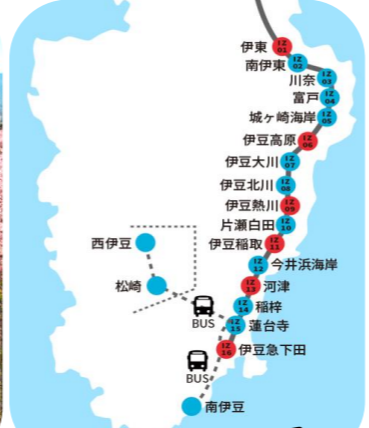 伊東 IZ 01
南伊東 IZ 02
川奈 IZ 03
富戸 IZ 04
城ヶ崎海岸 IZ 05
伊豆高原 IZ 06
伊豆大川 IZ 07
伊豆北川 IZ 08
伊豆熱川 IZ 09
片瀬白田 IZ 10
伊豆稲取 IZ 11
IZ 12 今井浜海岸
IZ 13 河津
IZ 14 稲梓
IZ 15 蓮台寺
IZ 16 伊豆急下田
西伊豆
松崎
BUS
BUS
南伊豆